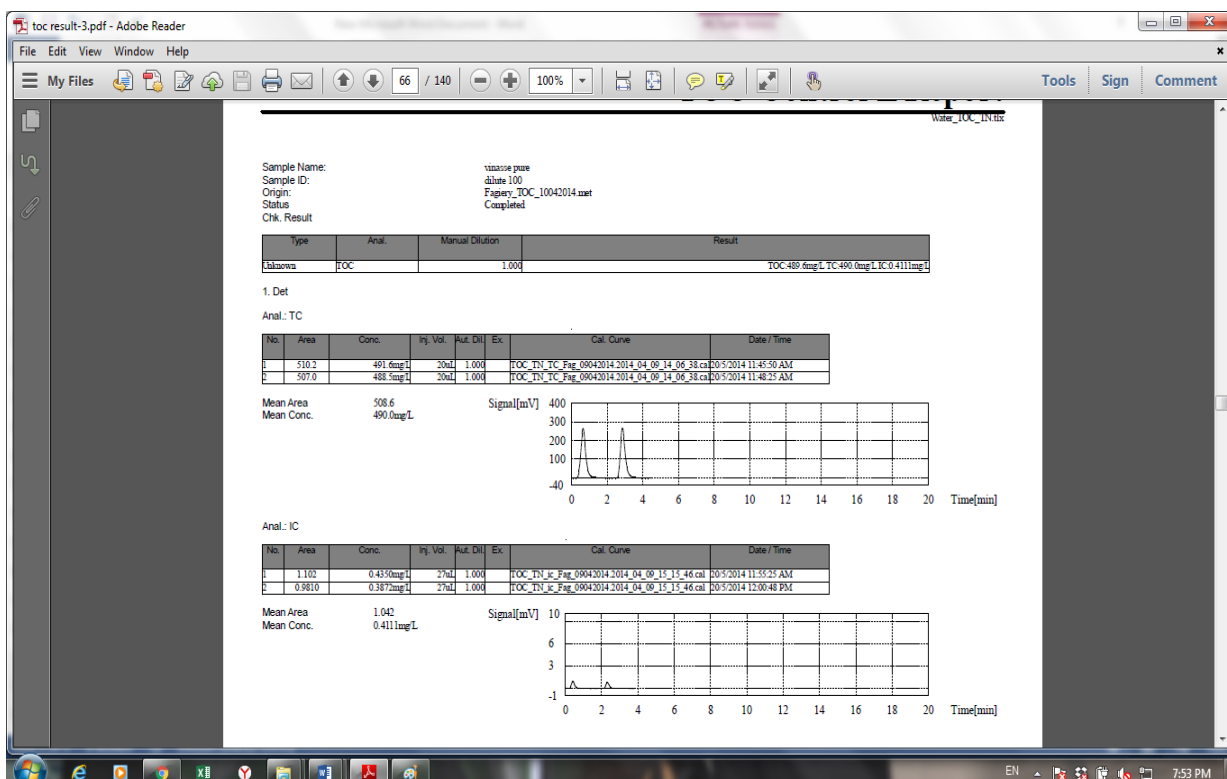 toc result-3.pdf - Adobe Reader
File Edit View Window Help
My Files 66 / 140 100% Tools Sign Comment
Water_TOC_TN.tlx
Sample Name: vinasse pure
Sample ID: dilute 100
Origin: Fagiery_TOC_10042014.met
Status Completed
Chk. Result
Type Anal. Manual Dilution Result
Unknown TOC 1.000 TOC:489.6mg/L TC:490.0mg/L IC:0.4111mg/L
1. Det
Anal.: TC
No. Area Conc. Inj. Vol. Aut. Dil. Ex. Cal. Curve Date / Time
1 510.2 491.6mg/L 20uL 1.000 TOC_TN_TC_Fag_09042014.2014_04_09_14_06_38.cal 20/5/2014 11:45:50 AM
2 507.0 488.5mg/L 20uL 1.000 TOC_TN_TC_Fag_09042014.2014_04_09_14_06_38.cal 20/5/2014 11:48:25 AM
Mean Area 508.6
Mean Conc. 490.0mg/L
Signal[mV] 400
300
200
100
-40
0 2 4 6 8 10 12 14 16 18 20 Time[min]
Anal.: IC
No. Area Conc. Inj. Vol. Aut. Dil. Ex. Cal. Curve Date / Time
1 1.102 0.4350mg/L 27uL 1.000 TOC_TN_ic_Fag_09042014.2014_04_09_15_15_46.cal 20/5/2014 11:55:25 AM
2 0.9810 0.3872mg/L 27uL 1.000 TOC_TN_ic_Fag_09042014.2014_04_09_15_15_46.cal 20/5/2014 12:00:48 PM
Mean Area 1.042
Mean Conc. 0.4111mg/L
Signal[mV] 10
6
3
-1
0 2 4 6 8 10 12 14 16 18 20 Time[min]
EN 7:53 PM